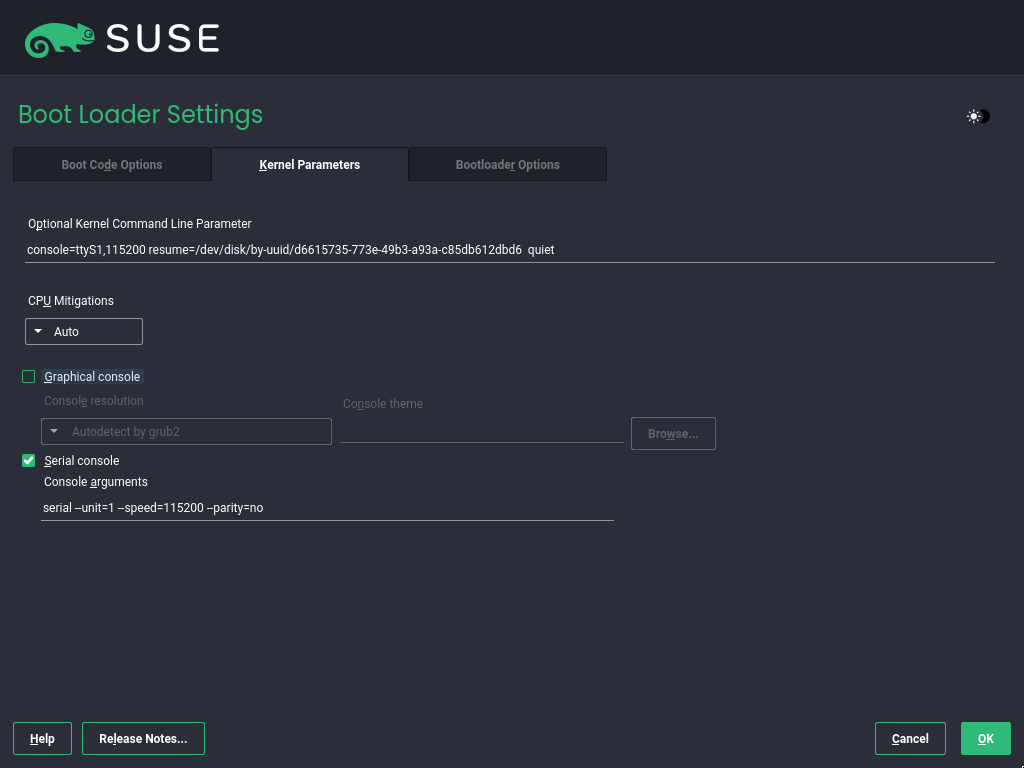 SUSE
Boot Loader Settings
Boot Code Options
Kernel Parameters
Bootloader Options
Optional Kernel Command Line Parameter
console=ttyS1,115200 resume=/dev/disk/by-uuid/d6615735-773e-49b3-a93a-c85db612dbd6  quiet
CPU Mitigations
Auto
Graphical console
Console resolution
Console theme
Autodetect by grub2
Browse...
Serial console
Console arguments
serial --unit=1 --speed=115200 --parity=no
Help
Release Notes...
Cancel
OK